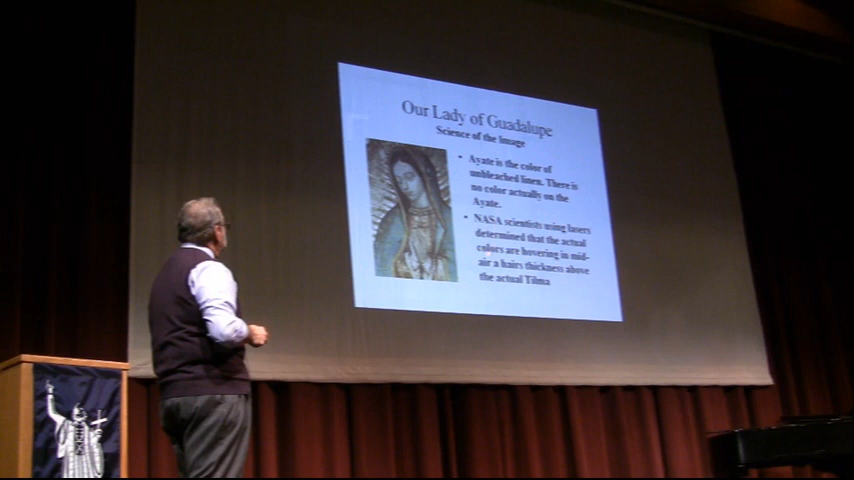 Our Lady of Guadalupe
Science of the Image
• Ayate is the color of
unbleached linen. There is
no color actually on the
Ayate.
• NASA scientists using lasers
determined that the actual
colors are hovering in mid-
air a hairs thickness above
the actual Tilma